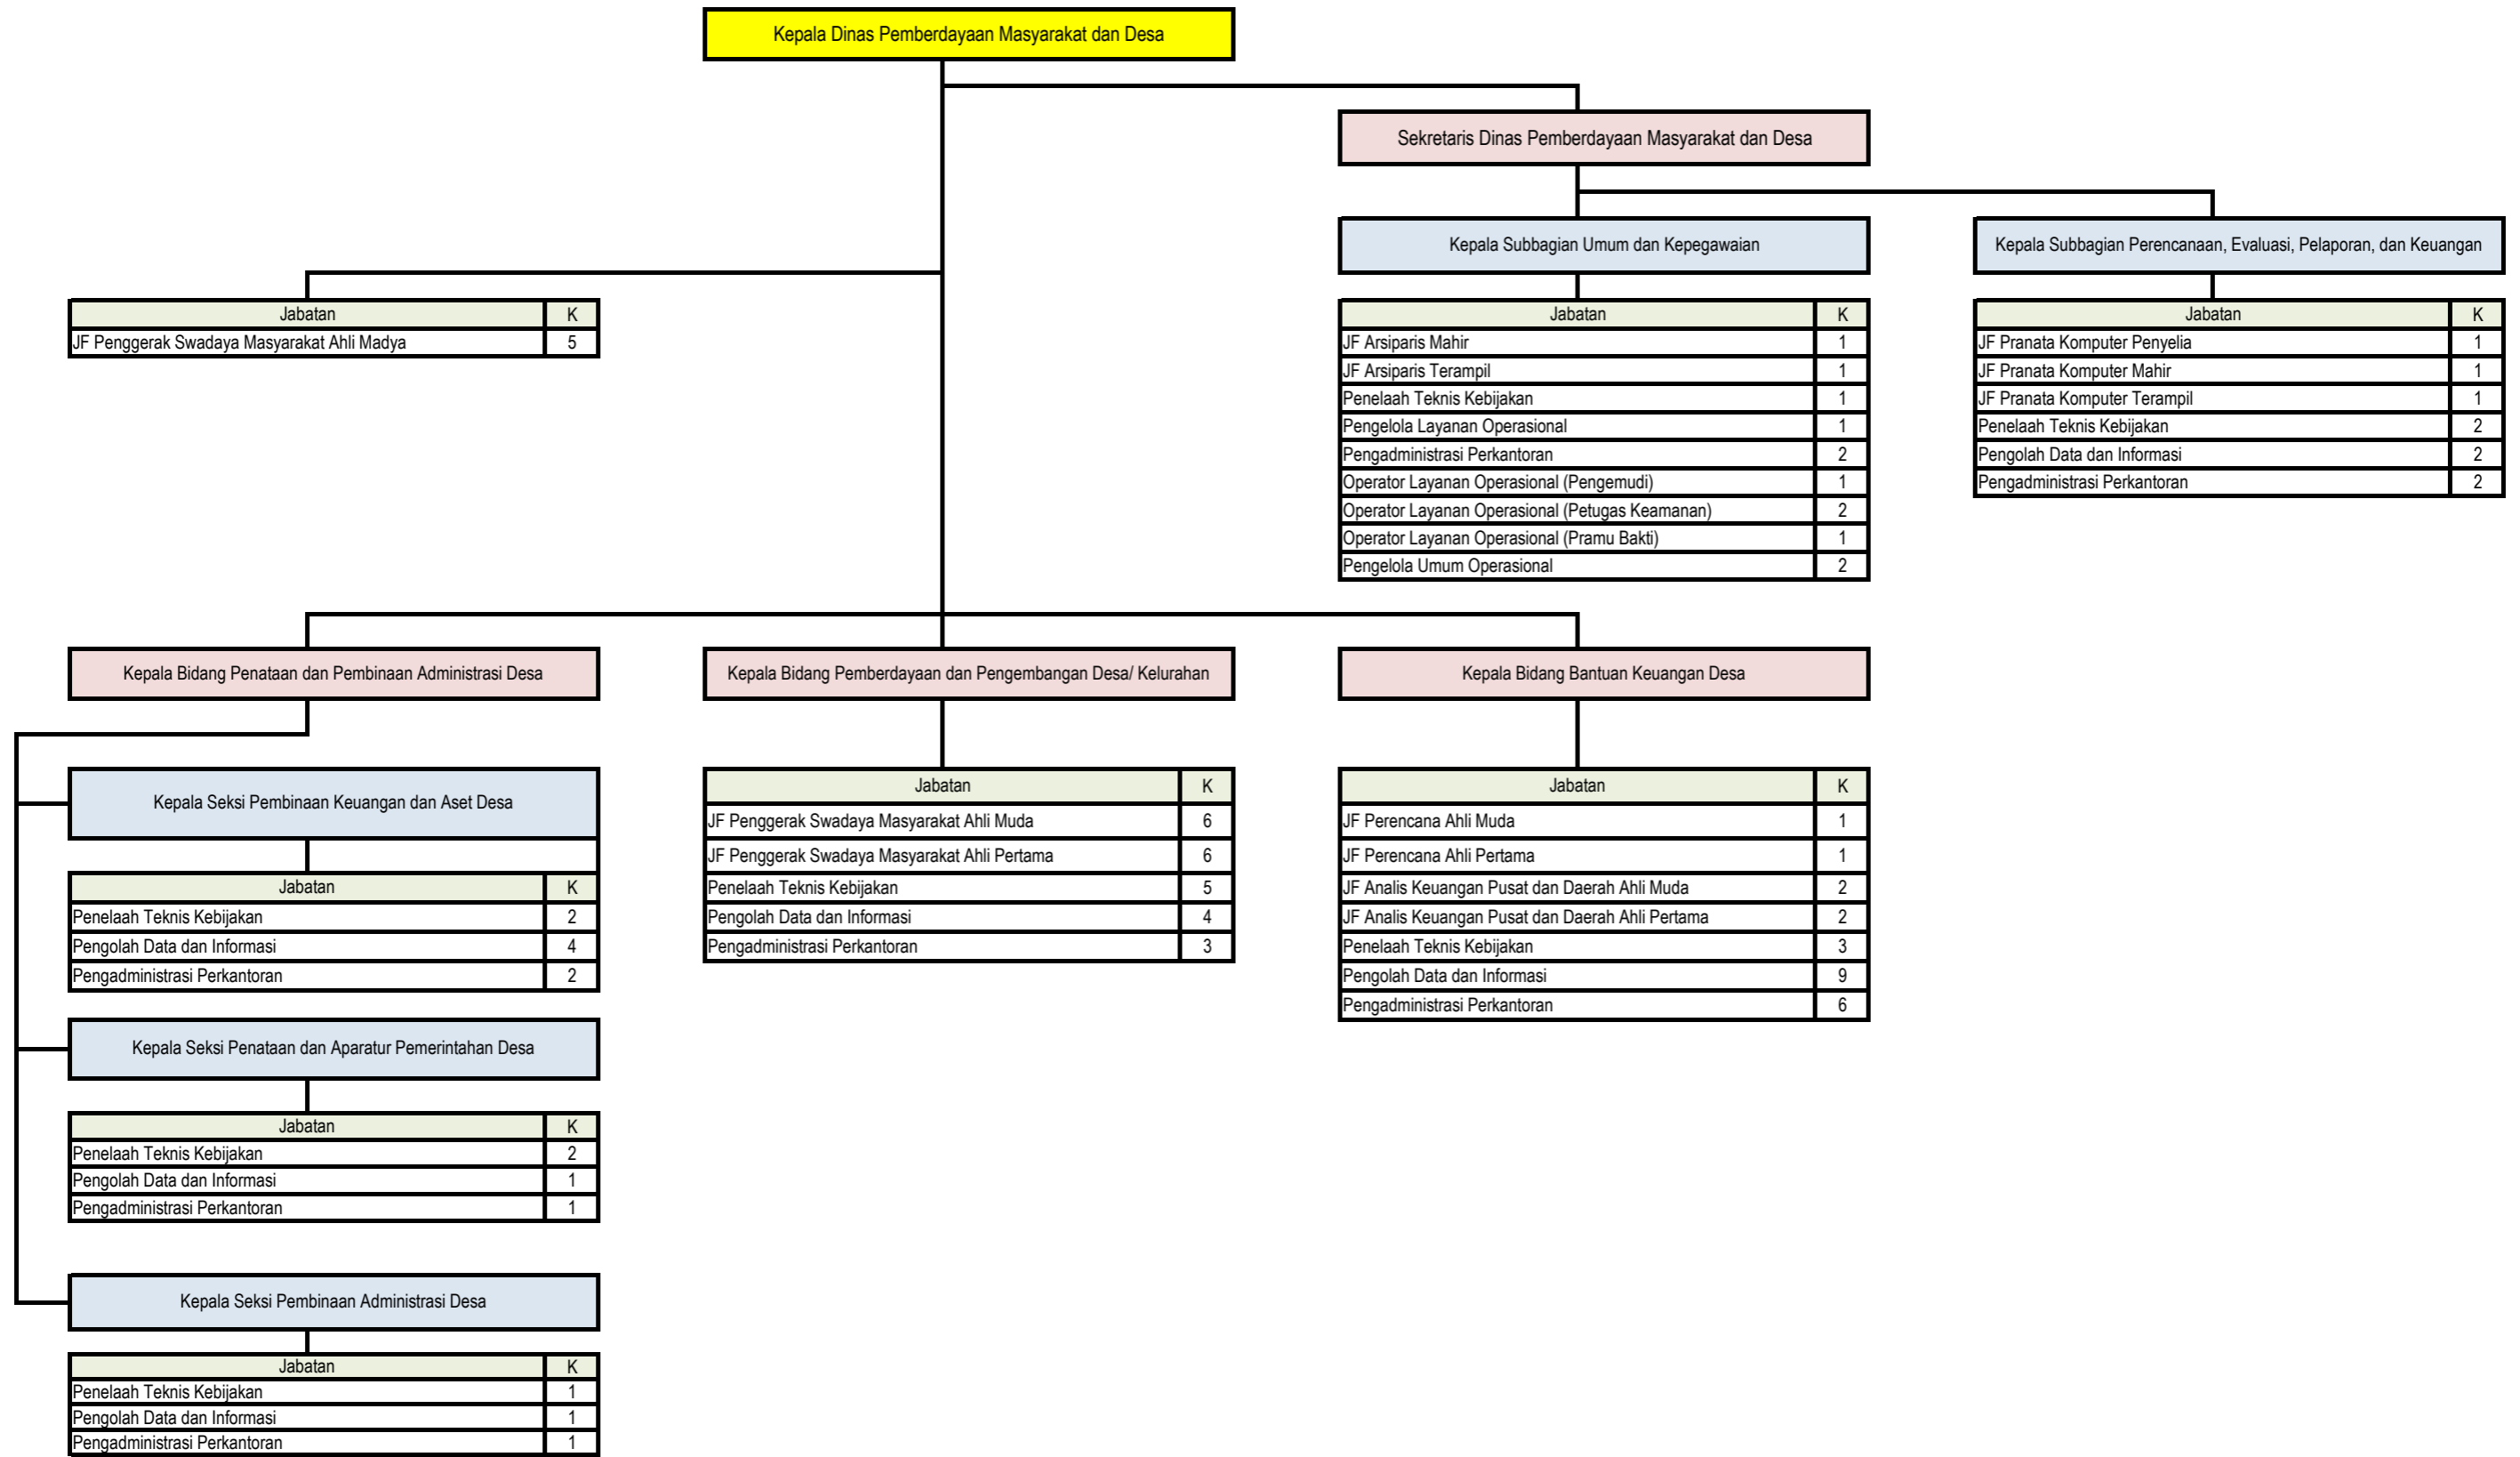 Kepala Dinas Pemberdayaan Masyarakat dan Desa
Sekretaris Dinas Pemberdayaan Masyarakat dan Desa
Kepala Subbagian Umum dan Kepegawaian
Kepala Subbagian Perencanaan, Evaluasi, Pelaporan, dan Keuangan
Jabatan K
JF Penggerak Swadaya Masyarakat Ahli Madya 5
Jabatan K
JF Arsiparis Mahir 1
JF Arsiparis Terampil 1
Penelaah Teknis Kebijakan 1
Pengelola Layanan Operasional 1
Pengadministrasi Perkantoran 2
Operator Layanan Operasional (Pengemudi) 1
Operator Layanan Operasional (Petugas Keamanan) 2
Operator Layanan Operasional (Pramu Bakti) 1
Pengelola Umum Operasional 2
Jabatan K
JF Pranata Komputer Penyelia 1
JF Pranata Komputer Mahir 1
JF Pranata Komputer Terampil 1
Penelaah Teknis Kebijakan 2
Pengolah Data dan Informasi 2
Pengadministrasi Perkantoran 2
Kepala Bidang Penataan dan Pembinaan Administrasi Desa
Kepala Bidang Pemberdayaan dan Pengembangan Desa/ Kelurahan
Kepala Bidang Bantuan Keuangan Desa
Kepala Seksi Pembinaan Keuangan dan Aset Desa
Jabatan K
Penelaah Teknis Kebijakan 2
Pengolah Data dan Informasi 4
Pengadministrasi Perkantoran 2
Kepala Seksi Penataan dan Aparatur Pemerintahan Desa
Jabatan K
Penelaah Teknis Kebijakan 2
Pengolah Data dan Informasi 1
Pengadministrasi Perkantoran 1
Kepala Seksi Pembinaan Administrasi Desa
Jabatan K
Penelaah Teknis Kebijakan 1
Pengolah Data dan Informasi 1
Pengadministrasi Perkantoran 1
Jabatan K
JF Penggerak Swadaya Masyarakat Ahli Muda 6
JF Penggerak Swadaya Masyarakat Ahli Pertama 6
Penelaah Teknis Kebijakan 5
Pengolah Data dan Informasi 4
Pengadministrasi Perkantoran 3
Jabatan K
JF Perencana Ahli Muda 1
JF Perencana Ahli Pertama 1
JF Analis Keuangan Pusat dan Daerah Ahli Muda 2
JF Analis Keuangan Pusat dan Daerah Ahli Pertama 2
Penelaah Teknis Kebijakan 3
Pengolah Data dan Informasi 9
Pengadministrasi Perkantoran 6